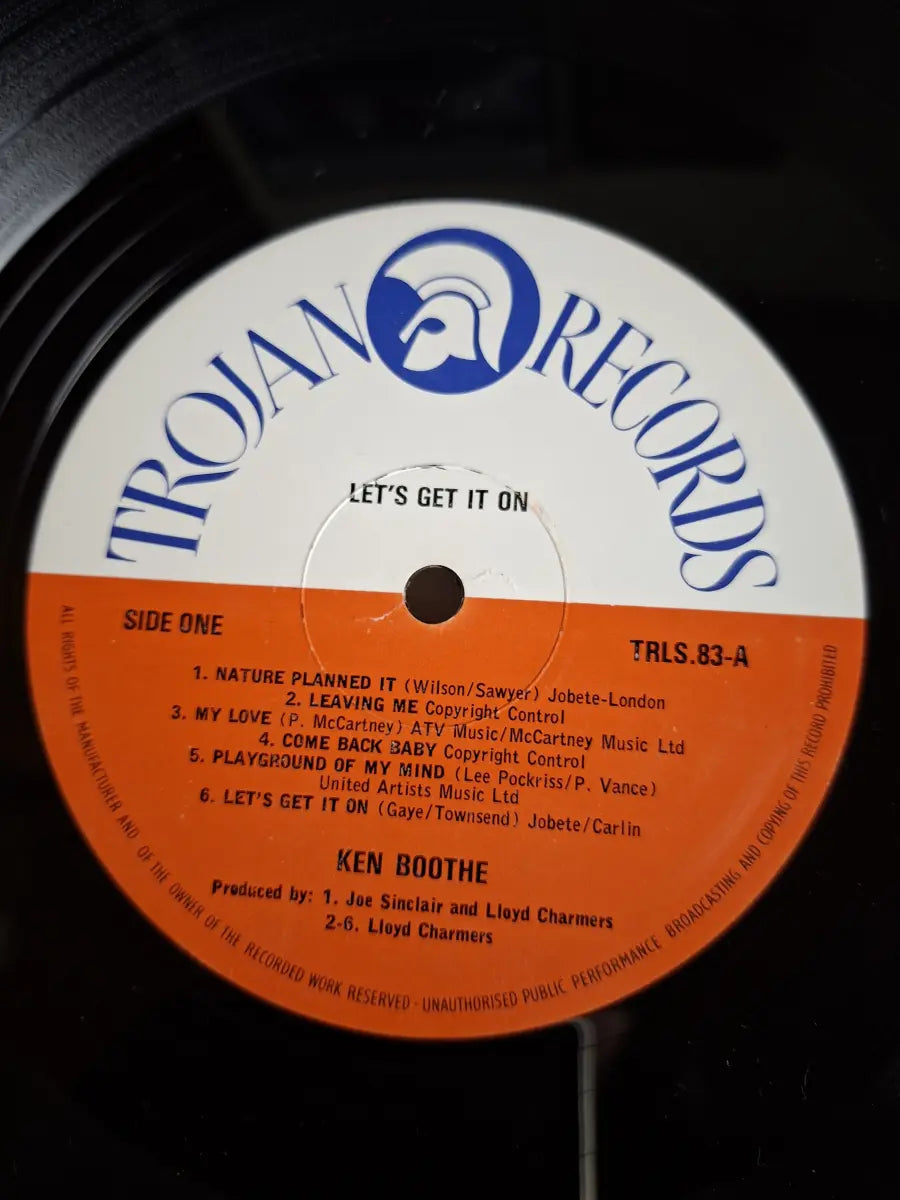 TROJAN RECORDS
LET'S GET IT ON
SIDE ONE
TRLS.83-A
1. NATURE PLANNED IT (Wilson/Sawyer) Jobete-London
2. LEAVING ME Copyright Control
3. MY LOVE (P. McCartney) ATV Music/McCartney Music Ltd
4. COME BACK BABY Copyright Control
5. PLAYGROUND OF MY MIND (Lee Pockriss/P. Vance)
United Artists Music Ltd
6. LET'S GET IT ON (Gaye/Townsend) Jobete/Carlin
KEN BOOTHE
Produced by: 1. Joe Sinclair and Lloyd Charmers
2-6. Lloyd Charmers
ALL RIGHTS OF THE MANUFACTURER AND OF THE OWNER OF THE RECORDED WORK RESERVED · UNAUTHORISED PUBLIC PERFORMANCE BROADCASTING AND COPYING OF THIS RECORD PROHIBITED